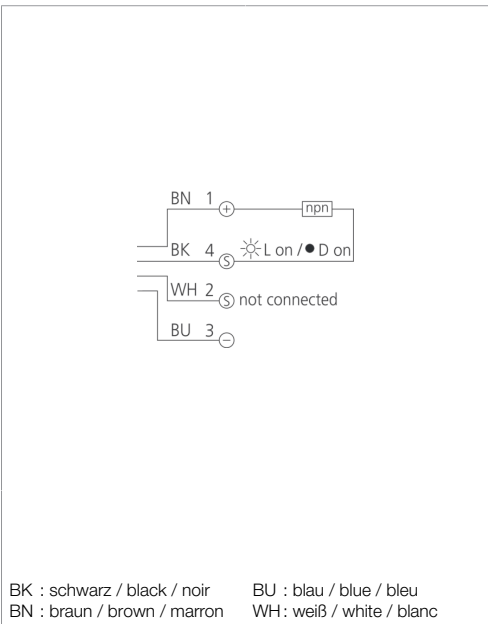 BN 1 + npn
BK 4 S L on / D on
WH 2 S not connected
BU 3 −
BK : schwarz / black / noir
BN : braun / brown / marron
BU : blau / blue / bleu
WH : weiß / white / blanc